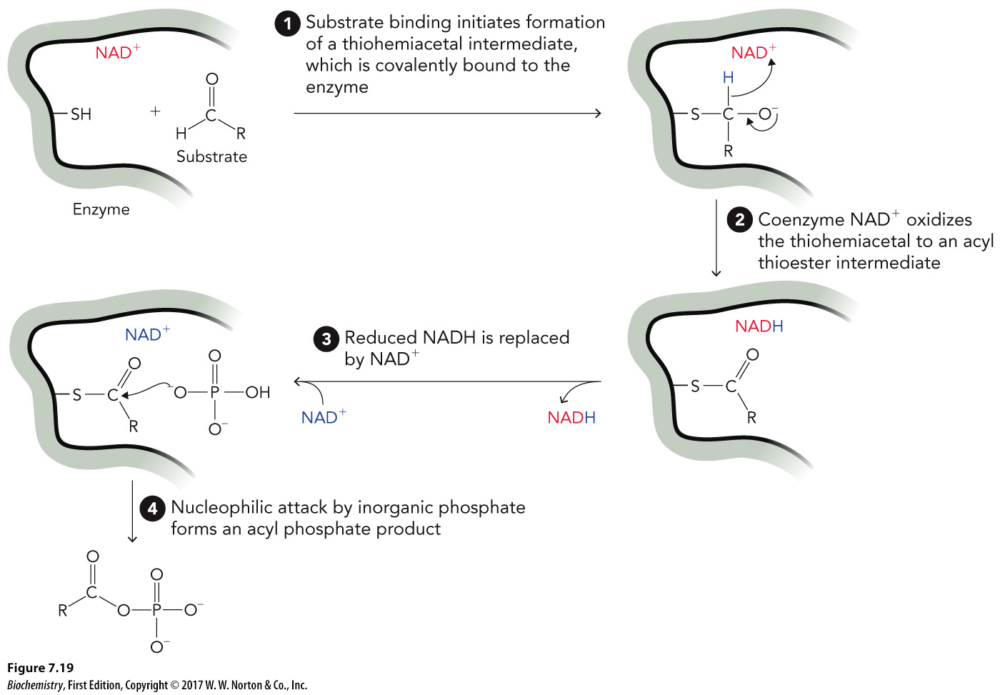 NAD+
SH
+
O
C
H
R
Substrate
Enzyme
1 Substrate binding initiates formation
of a thiohemiacetal intermediate,
which is covalently bound to the
enzyme
NAD+
H
S C O−
R
2 Coenzyme NAD+ oxidizes
the thiohemiacetal to an acyl
thioester intermediate
NADH
O
S C
R
3 Reduced NADH is replaced
by NAD+
NAD+
NADH
NAD+
O
S C
R
O
−O P OH
O−
4 Nucleophilic attack by inorganic phosphate
forms an acyl phosphate product
O
C
R
O
O P O−
O−
Figure 7.19
Biochemistry, First Edition, Copyright © 2017 W. W. Norton & Co., Inc.